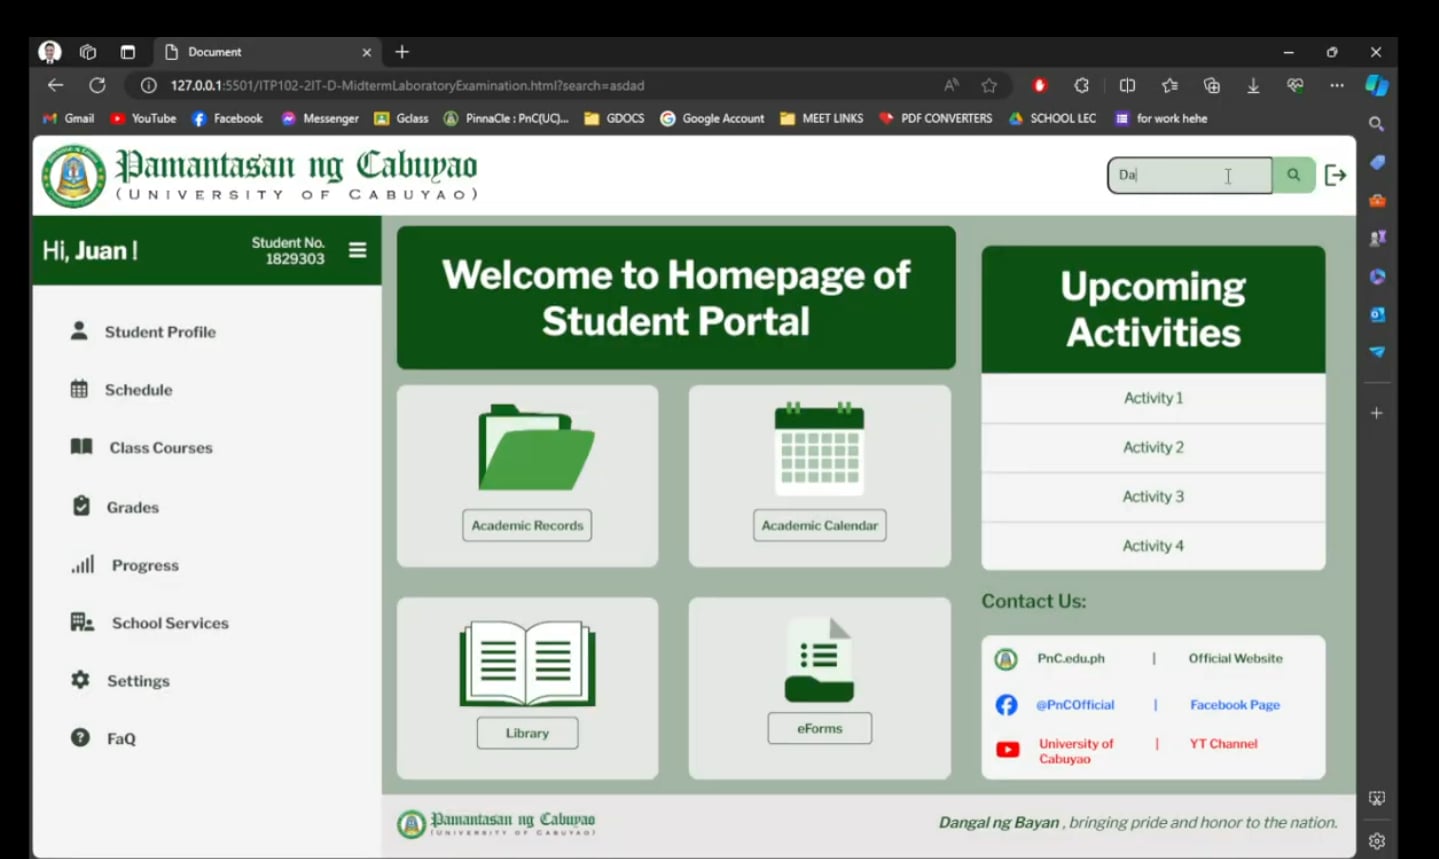 Document
127.0.0.1:5501/ITP102-2IT-D-MidtermLaboratoryExamination.html?search=asdad
Gmail YouTube Facebook Messenger Gclass PinnaCle : PnC(UC)... GDOCS Google Account MEET LINKS PDF CONVERTERS SCHOOL LEC for work hehe
Pamantasan ng Cabuyao
(UNIVERSITY OF CABUYAO)
Da
Hi, Juan !
Student No.
1829303
Student Profile
Schedule
Class Courses
Grades
Progress
School Services
Settings
FaQ
Welcome to Homepage of
Student Portal
Academic Records
Academic Calendar
Library
eForms
Upcoming
Activities
Activity 1
Activity 2
Activity 3
Activity 4
Contact Us:
PnC.edu.ph | Official Website
@PnCOfficial | Facebook Page
University of | YT Channel
Cabuyao
Pamantasan ng Cabuyao
(UNIVERSITY OF CABUYAO)
Dangal ng Bayan , bringing pride and honor to the nation.